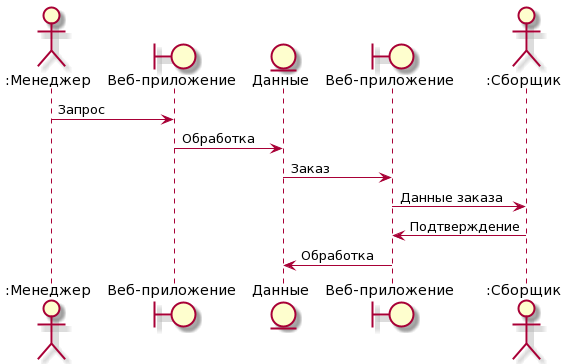 :Менеджер Веб-приложение Данные Веб-приложение :Сборщик
Запрос
Обработка
Заказ
Данные заказа
Подтверждение
Обработка
:Менеджер Веб-приложение Данные Веб-приложение :Сборщик